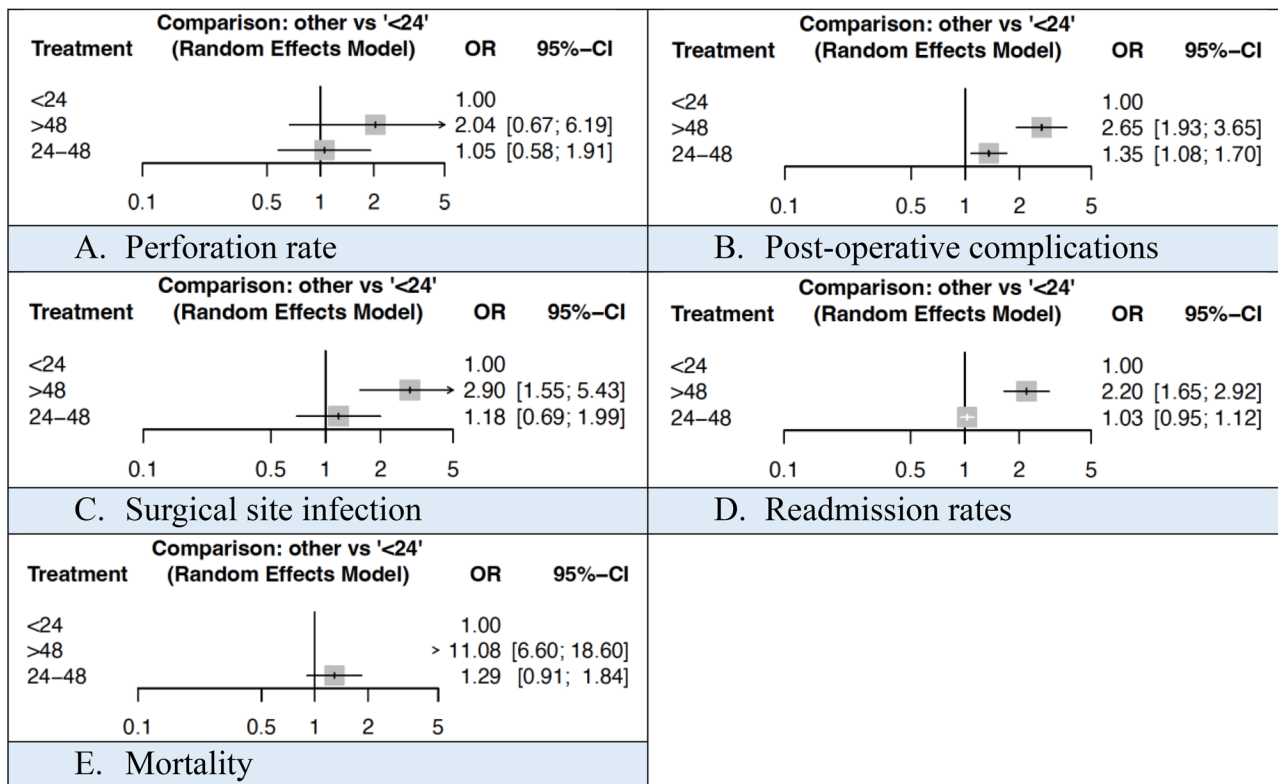 Comparison: other vs '<24'
Treatment (Random Effects Model) OR 95%−CI
<24 1.00
>48 2.04 [0.67; 6.19]
24−48 1.05 [0.58; 1.91]
0.1 0.5 1 2 5
A. Perforation rate
Comparison: other vs '<24'
Treatment (Random Effects Model) OR 95%−CI
<24 1.00
>48 2.65 [1.93; 3.65]
24−48 1.35 [1.08; 1.70]
0.1 0.5 1 2 5
B. Post-operative complications
Comparison: other vs '<24'
Treatment (Random Effects Model) OR 95%−CI
<24 1.00
>48 2.90 [1.55; 5.43]
24−48 1.18 [0.69; 1.99]
0.1 0.5 1 2 5
C. Surgical site infection
Comparison: other vs '<24'
Treatment (Random Effects Model) OR 95%−CI
<24 1.00
>48 2.20 [1.65; 2.92]
24−48 1.03 [0.95; 1.12]
0.1 0.5 1 2 5
D. Readmission rates
Comparison: other vs '<24'
Treatment (Random Effects Model) OR 95%−CI
<24 1.00
>48 > 11.08 [6.60; 18.60]
24−48 1.29 [0.91; 1.84]
0.1 0.5 1 2 5
E. Mortality